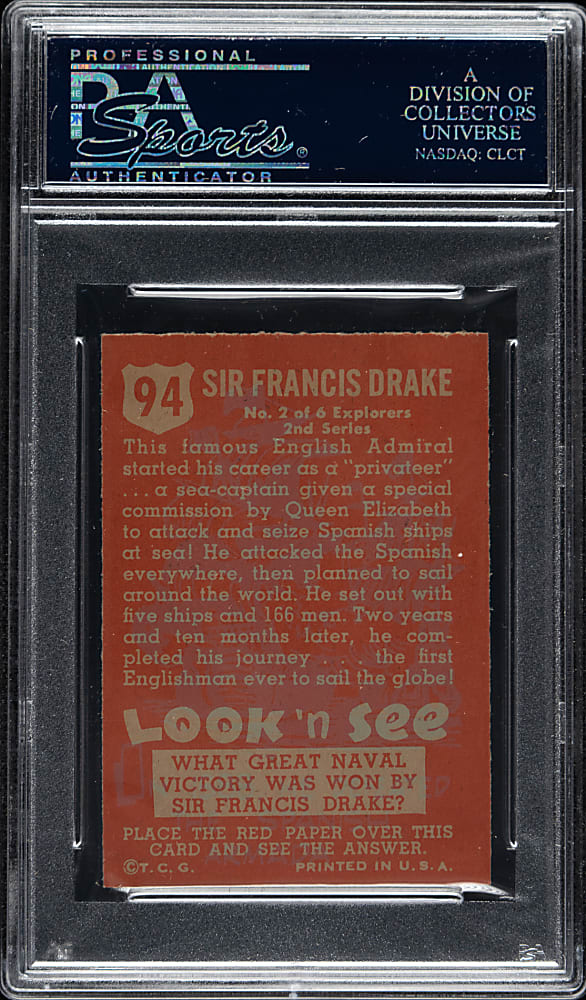 PROFESSIONAL
PSA
Sports®
AUTHENTICATOR
A
DIVISION OF
COLLECTORS
UNIVERSE
NASDAQ: CLCT
94
SIR FRANCIS DRAKE
No. 2 of 6 Explorers
2nd Series
This famous English Admiral
started his career as a "privateer"
... a sea-captain given a special
commission by Queen Elizabeth
to attack and seize Spanish ships
at sea! He attacked the Spanish
everywhere, then planned to sail
around the world. He set out with
five ships and 166 men. Two years
and ten months later, he com-
pleted his journey .... the first
Englishman ever to sail the globe!
LOOK 'n See
WHAT GREAT NAVAL
VICTORY WAS WON BY
SIR FRANCIS DRAKE?
PLACE THE RED PAPER OVER THIS
CARD AND SEE THE ANSWER.
©T. C. G. PRINTED IN U. S. A.